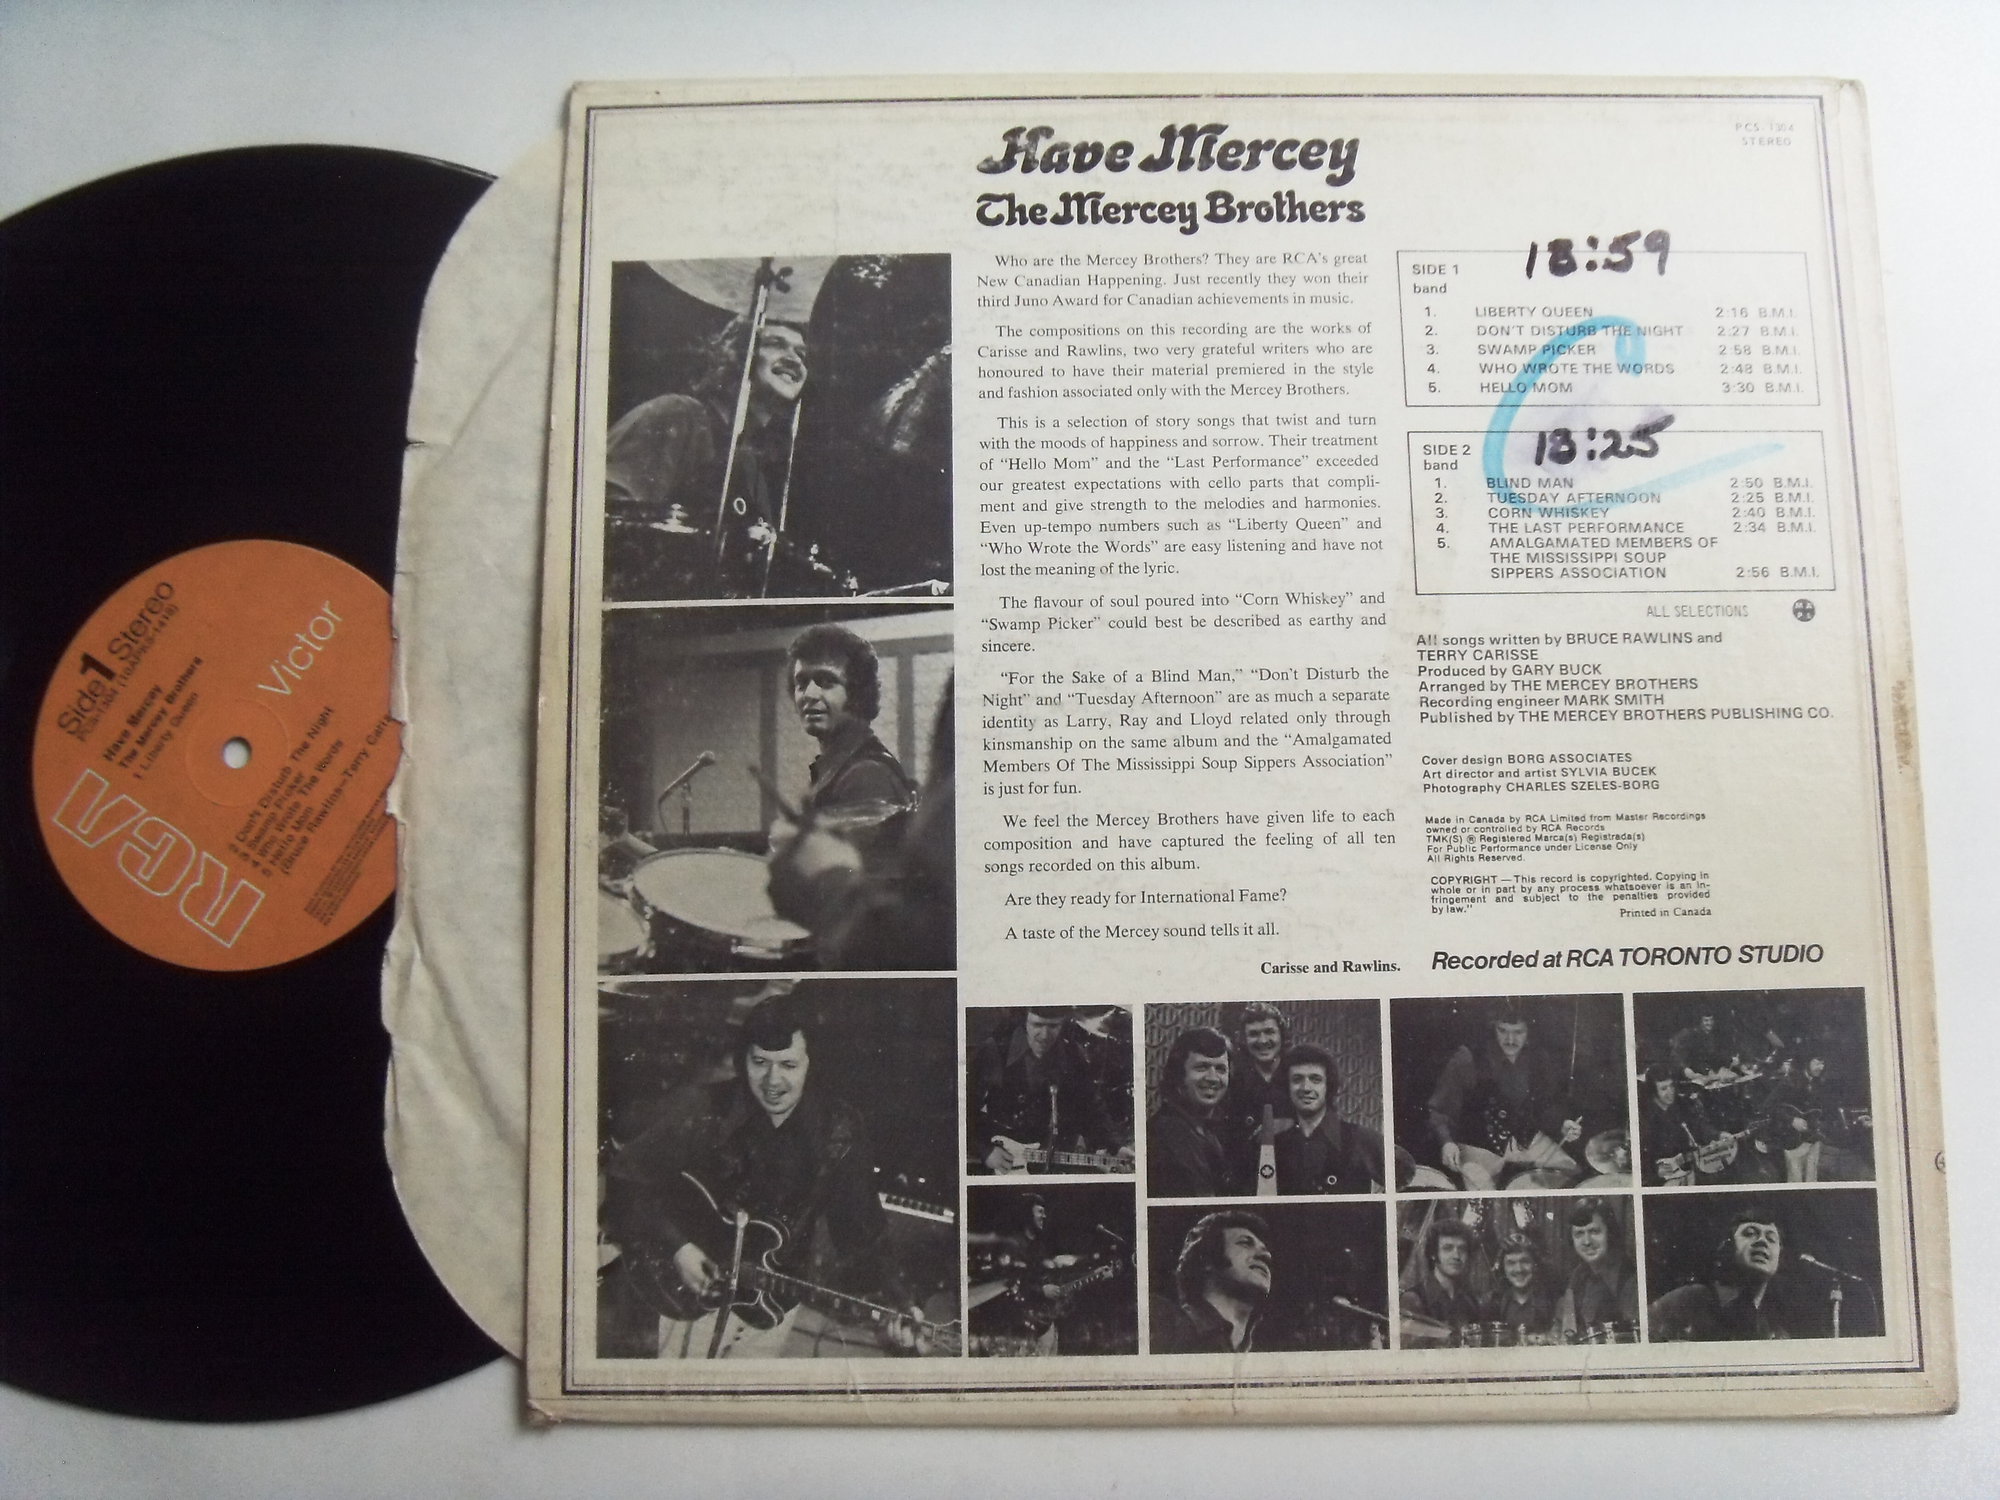 Have Mercey
The Mercey Brothers
PCS-1304
STEREO
Who are the Mercey Brothers? They are RCA's great
New Canadian Happening. Just recently they won their
third Juno Award for Canadian achievements in music.
The compositions on this recording are the works of
Carisse and Rawlins, two very grateful writers who are
honoured to have their material premiered in the style
and fashion associated only with the Mercey Brothers.
This is a selection of story songs that twist and turn
with the moods of happiness and sorrow. Their treatment
of “Hello Mom” and the “Last Performance” exceeded
our greatest expectations with cello parts that compli-
ment and give strength to the melodies and harmonies.
Even up-tempo numbers such as “Liberty Queen” and
“Who Wrote the Words” are easy listening and have not
lost the meaning of the lyric.
The flavour of soul poured into “Corn Whiskey” and
“Swamp Picker” could best be described as earthy and
sincere.
“For the Sake of a Blind Man,” “Don't Disturb the
Night” and “Tuesday Afternoon” are as much a separate
identity as Larry, Ray and Lloyd related only through
kinsmanship on the same album and the “Amalgamated
Members Of The Mississippi Soup Sippers Association”
is just for fun.
We feel the Mercey Brothers have given life to each
composition and have captured the feeling of all ten
songs recorded on this album.
Are they ready for International Fame?
A taste of the Mercey sound tells it all.
Carisse and Rawlins.
18:59
SIDE 1
band
1. LIBERTY QUEEN 2:16 B.M.I.
2. DON'T DISTURB THE NIGHT 2:27 B.M.I.
3. SWAMP PICKER 2:58 B.M.I.
4. WHO WROTE THE WORDS 2:48 B.M.I.
5. HELLO MOM 3:30 B.M.I.
C
18:25
SIDE 2
band
1. BLIND MAN 2:50 B.M.I.
2. TUESDAY AFTERNOON 2:25 B.M.I.
3. CORN WHISKEY 2:40 B.M.I.
4. THE LAST PERFORMANCE 2:34 B.M.I.
5. AMALGAMATED MEMBERS OF
THE MISSISSIPPI SOUP
SIPPERS ASSOCIATION 2:56 B.M.I.
ALL SELECTIONS MAPL
All songs written by BRUCE RAWLINS and
TERRY CARISSE
Produced by GARY BUCK
Arranged by THE MERCEY BROTHERS
Recording engineer MARK SMITH
Published by THE MERCEY BROTHERS PUBLISHING CO.
Cover design BORG ASSOCIATES
Art director and artist SYLVIA BUCEK
Photography CHARLES SZELES-BORG
Made in Canada by RCA Limited from Master Recordings
owned or controlled by RCA Records
TMK(S) ® Registered Marca(s) Registrada(s)
For Public Performance under License Only
All Rights Reserved.
COPYRIGHT — This record is copyrighted. Copying in
whole or in part by any process whatsoever is an in-
fringement and subject to the penalties provided
by law.”
Printed in Canada
Recorded at RCA TORONTO STUDIO
Side 1 Stereo
PCS-1304
Have Mercey
The Mercey Brothers
1 Liberty Queen
2 Don't Disturb The Night
3 Swamp Picker
4 Who Wrote The Words
5 Hello Mom
(Bruce Rawlins–Terry
Victor
RCA